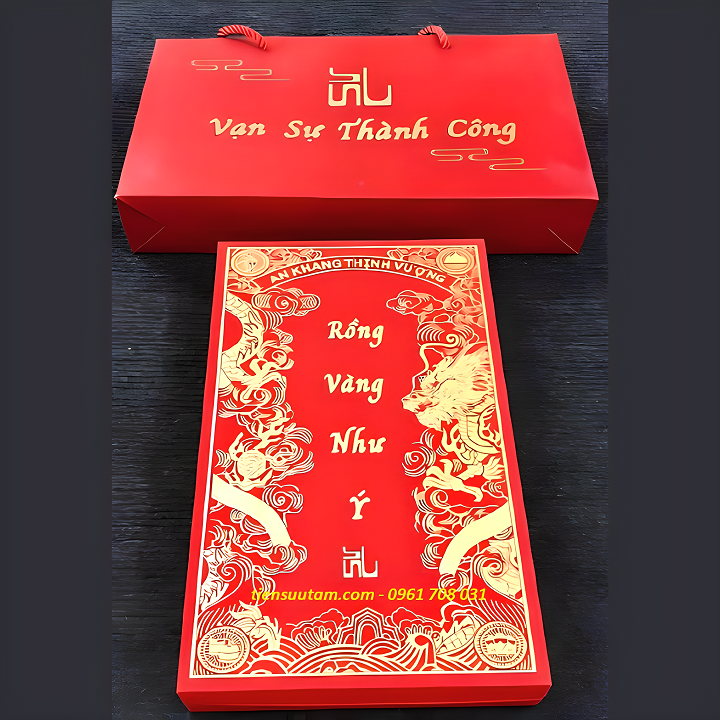 Vạn Sự Thành Công
AN KHANG THỊNH VƯỢNG
Rồng
Vàng
Như
Ý
tiensuutam.com - 0961 708 031